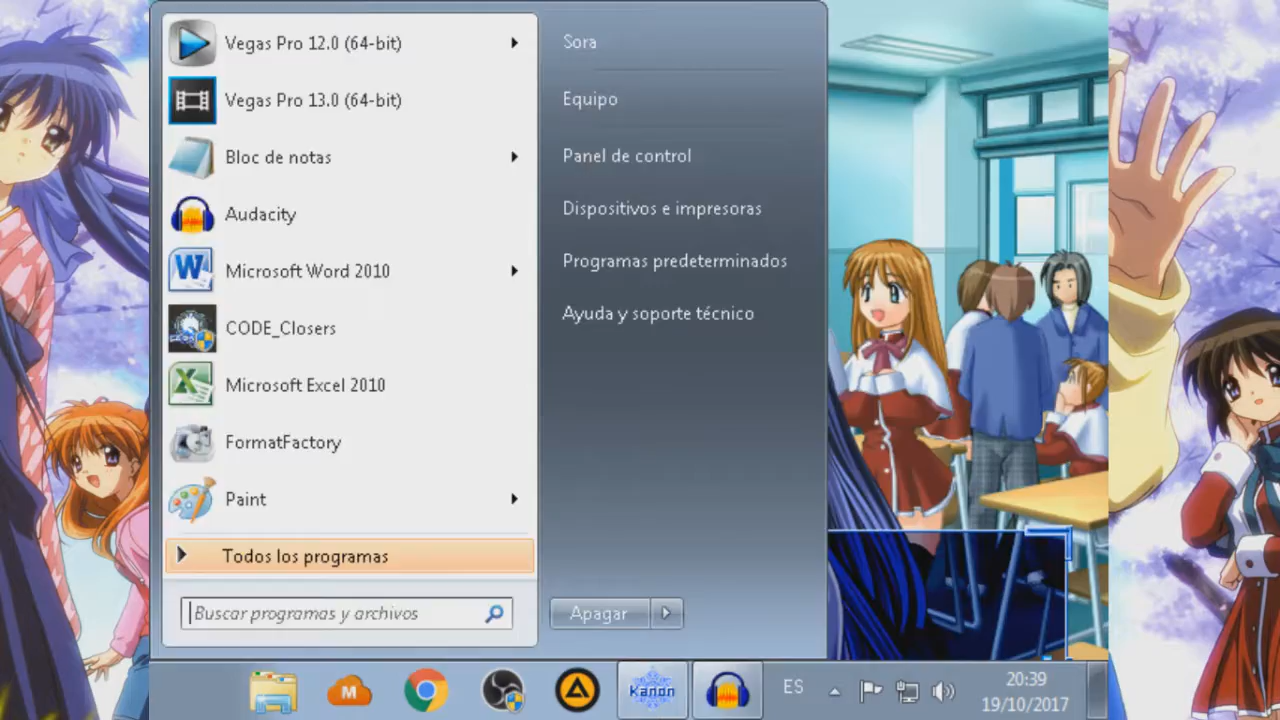 Vegas Pro 12.0 (64-bit)
Vegas Pro 13.0 (64-bit)
Bloc de notas
Audacity
Microsoft Word 2010
CODE_Closers
Microsoft Excel 2010
FormatFactory
Paint
Todos los programas
Buscar programas y archivos
Sora
Equipo
Panel de control
Dispositivos e impresoras
Programas predeterminados
Ayuda y soporte técnico
Apagar
M
Kanon
ES
20:39
19/10/2017